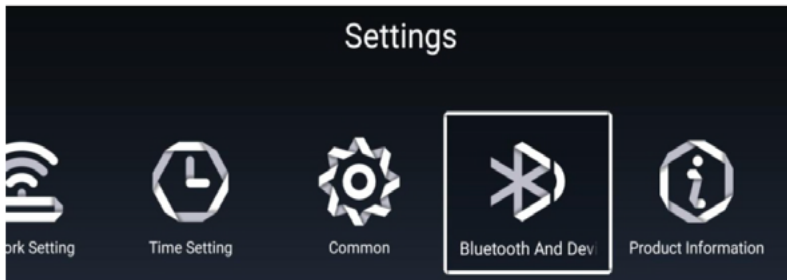 Settings
ork Setting
Time Setting
Common
Bluetooth And Devi
Product Information